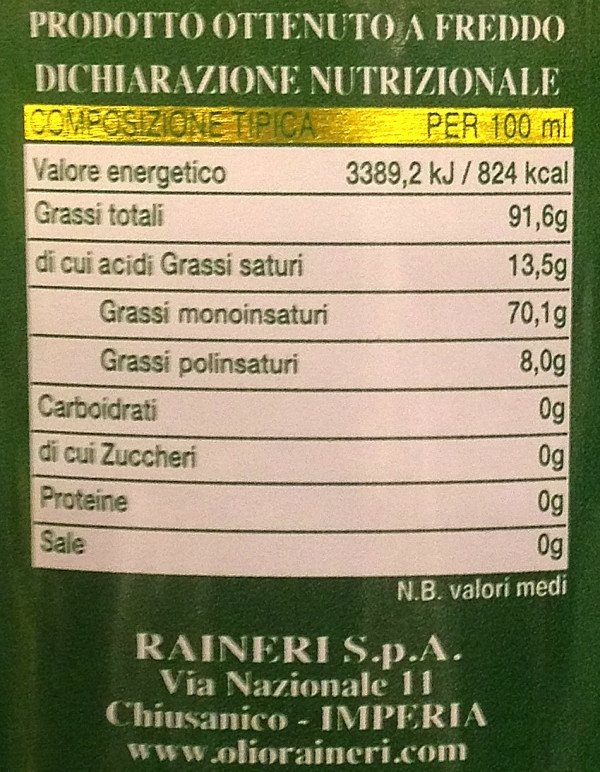 PRODOTTO OTTENUTO A FREDDO
DICHIARAZIONE NUTRIZIONALE
COMPOSIZIONE TIPICA PER 100 ml
Valore energetico 3389,2 kJ / 824 kcal
Grassi totali 91,6g
di cui acidi Grassi saturi 13,5g
Grassi monoinsaturi 70,1g
Grassi polinsaturi 8,0g
Carboidrati 0g
di cui Zuccheri 0g
Proteine 0g
Sale 0g
N.B. valori medi
RAINERI S.p.A.
Via Nazionale 11
Chiusanico - IMPERIA
www.olioraineri.com